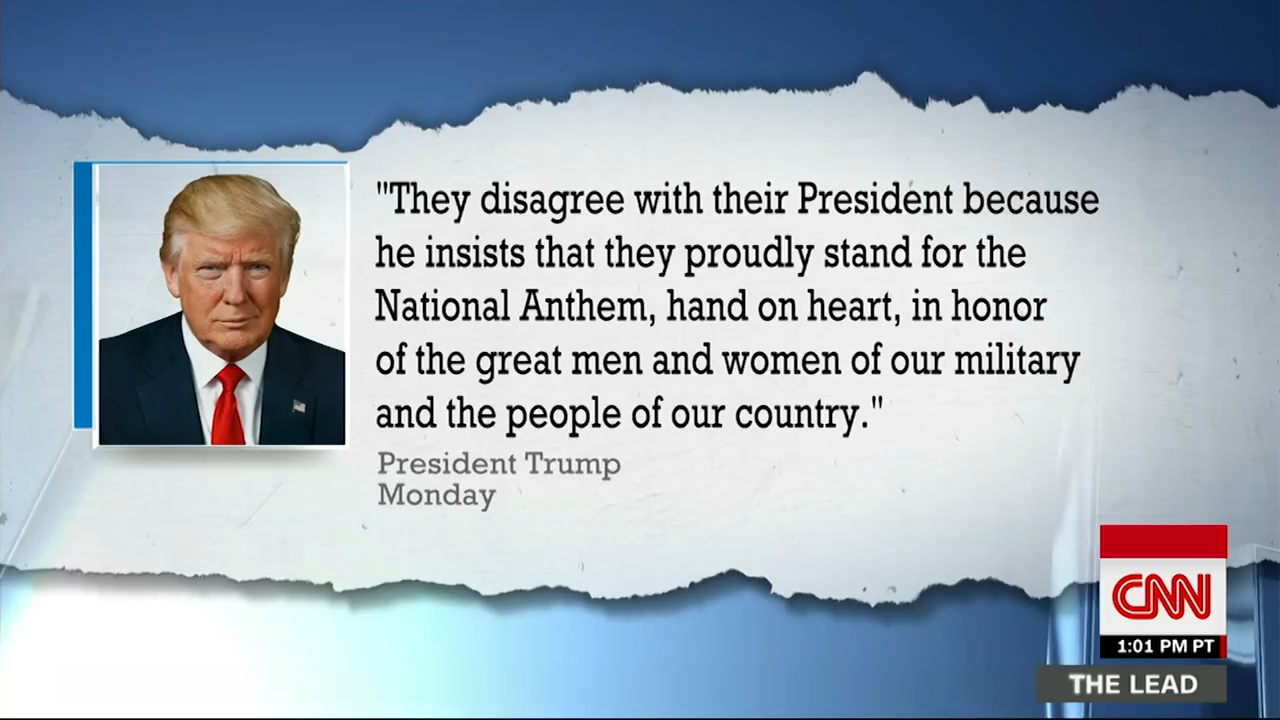 "They disagree with their President because
he insists that they proudly stand for the
National Anthem, hand on heart, in honor
of the great men and women of our military
and the people of our country."
President Trump
Monday
CNN
1:01 PM PT
THE LEAD